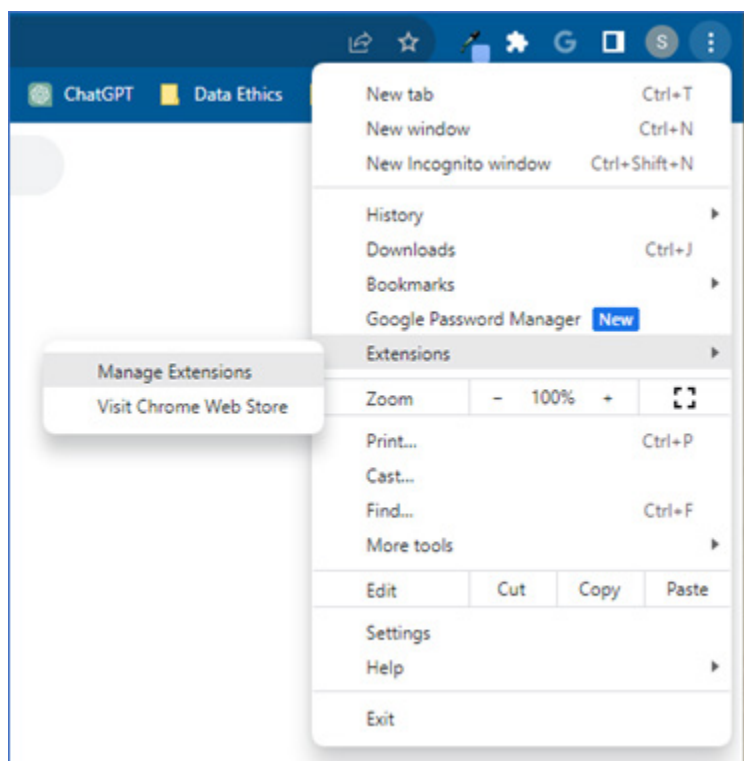 S
ChatGPT Data Ethics
New tab Ctrl+T
New window Ctrl+N
New Incognito window Ctrl+Shift+N
History
Downloads Ctrl+J
Bookmarks
Google Password Manager New
Extensions
Manage Extensions
Visit Chrome Web Store
Zoom - 100% +
Print... Ctrl+P
Cast...
Find... Ctrl+F
More tools
Edit Cut Copy Paste
Settings
Help
Exit